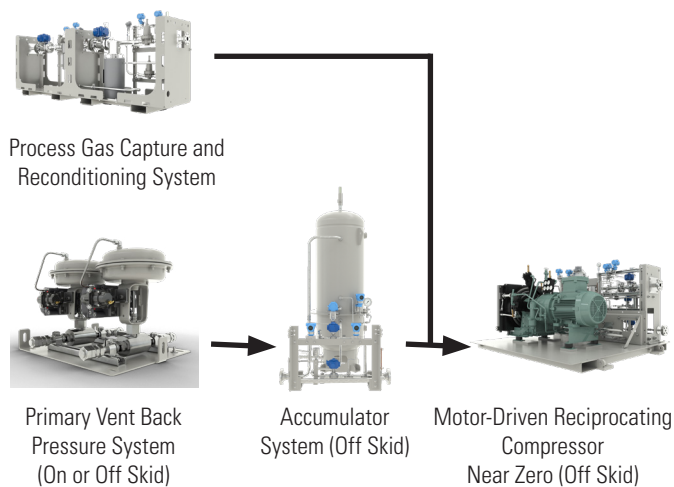 Process Gas Capture and
Reconditioning System
Primary Vent Back
Pressure System
(On or Off Skid)
Accumulator
System (Off Skid)
Motor-Driven Reciprocating
Compressor
Near Zero (Off Skid)